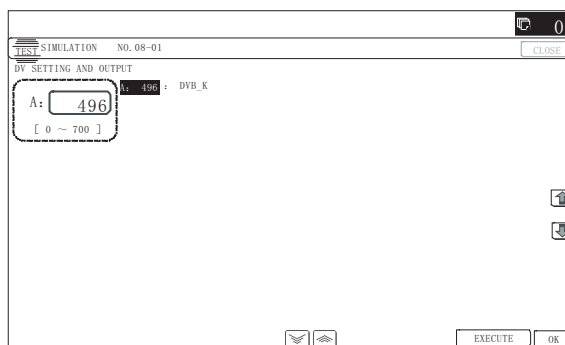 0
TEST SIMULATION NO. 08-01 CLOSE
DV SETTING AND OUTPUT
A: 496 : DVB_K
A: 496
[ 0 ~ 700 ]
EXECUTE OK